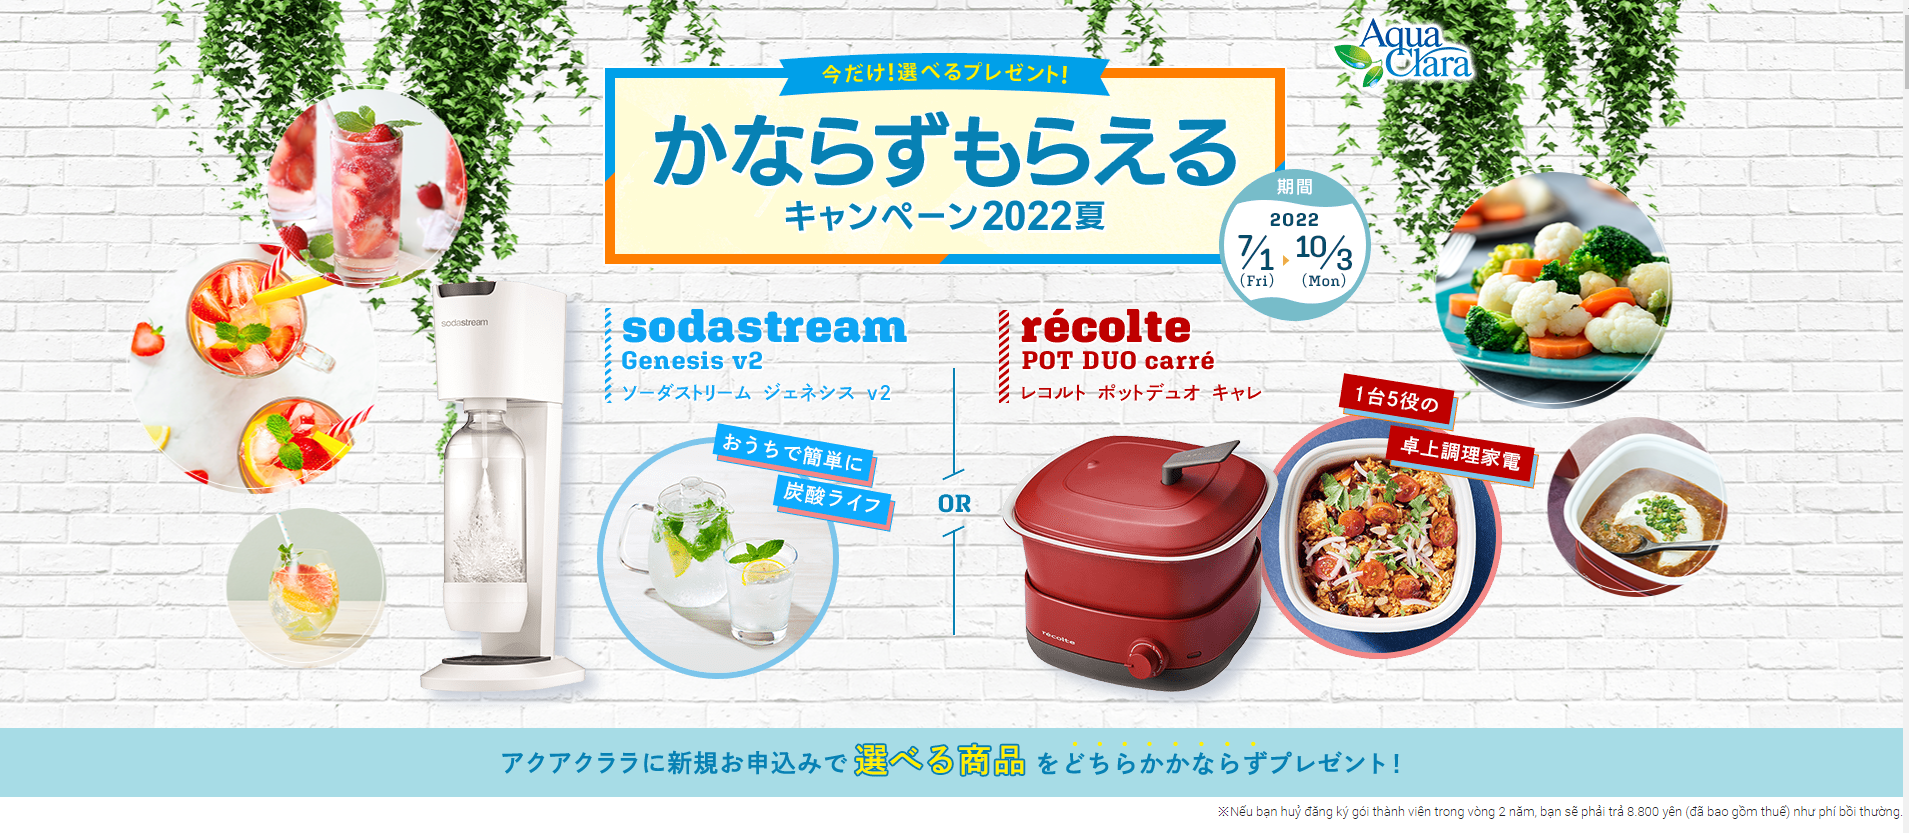 Aqua
Clara
今だけ!選べるプレゼント!
かならずもらえる
キャンペーン2022夏
期間
2022
7/1 10/3
(Fri) (Mon)
sodastream
sodastream
Genesis v2
ソーダストリーム ジェネシス v2
おうちで簡単に
炭酸ライフ
OR
récolte
POT DUO carré
レコルト ポットデュオ キャレ
1台5役の
卓上調理家電
récolte
アクアクララに新規お申込みで選べる商品をどちらかかならずプレゼント!
※Nếu bạn huỷ đăng ký gói thành viên trong vòng 2 năm, bạn sẽ phải trả 8.800 yên (đã bao gồm thuế) như phí bồi thường.